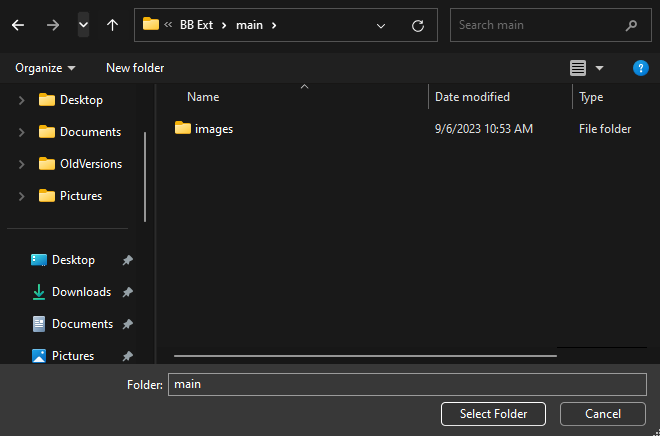 BB Ext main
Search main
Organize New folder
Name Date modified Type
Desktop
images 9/6/2023 10:53 AM File folder
Documents
OldVersions
Pictures
Desktop
Downloads
Documents
Pictures
Folder: main
Select Folder Cancel